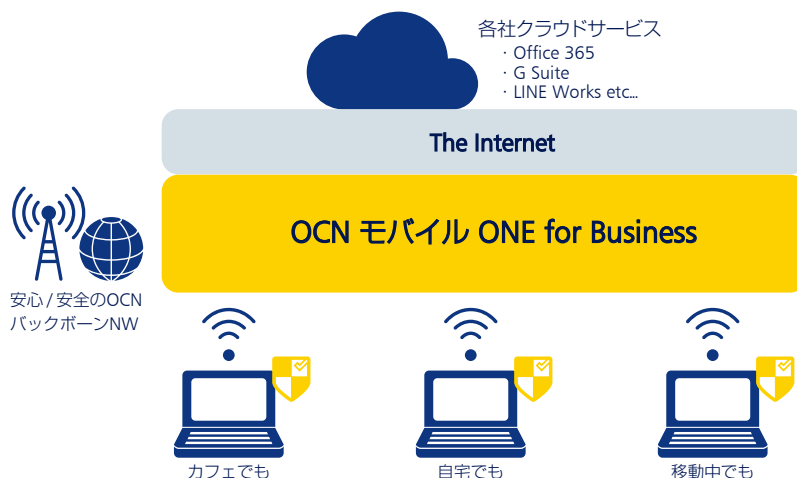 各社クラウドサービス
・Office 365
・G Suite
・LINE Works etc...
The Internet
OCN モバイル ONE for Business
安心 / 安全のOCN
バックボーンNW
カフェでも
自宅でも
移動中でも